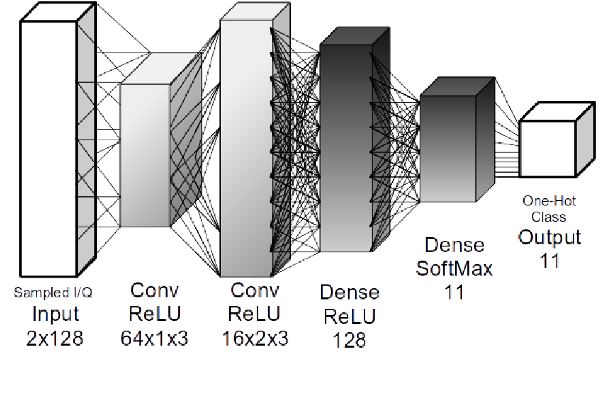 Sampled I/Q
Input
2x128
Conv
ReLU
64x1x3
Conv
ReLU
16x2x3
Dense
ReLU
128
Dense
SoftMax
11
One-Hot
Class
Output
11